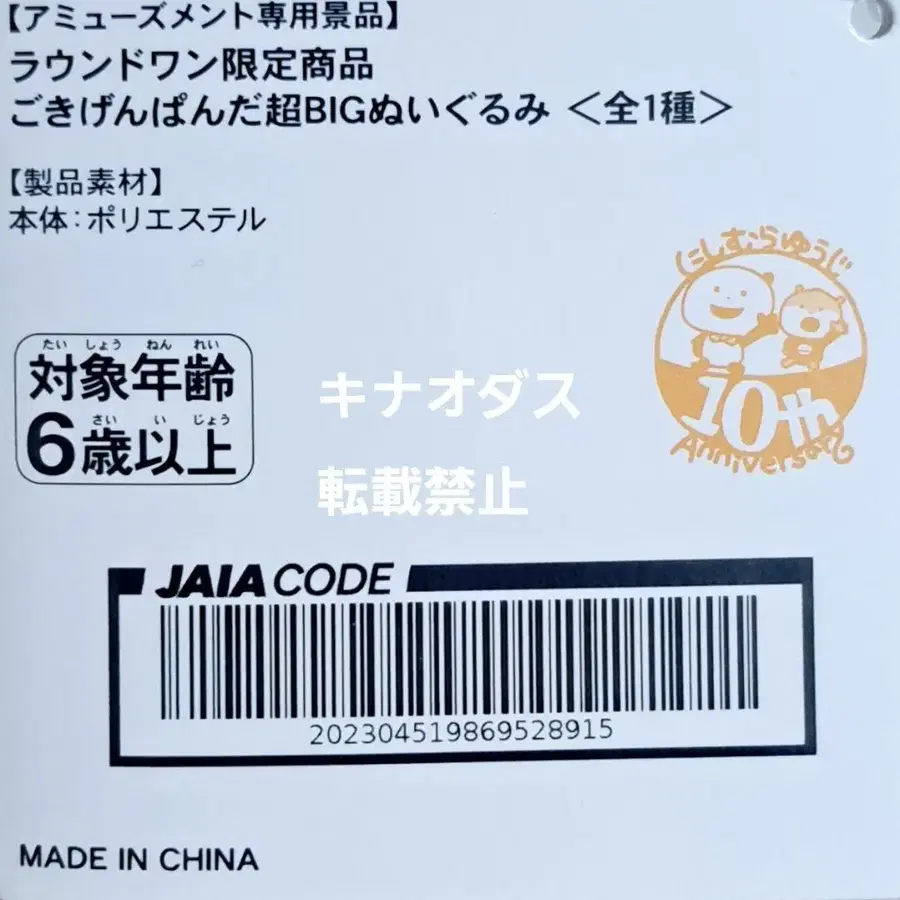 【アミューズメント専用景品】
ラウンドワン限定商品
ごきげんぱんだ超BIGぬいぐるみ ＜全1種＞
【製品素材】
本体：ポリエステル
にしむらゆうじ
10th
Anniversary
たい しょう ねん れい
対象年齢
さい い じょう
6歳以上
キナオダス
転載禁止
JAIA CODE
202304519869528915
MADE IN CHINA